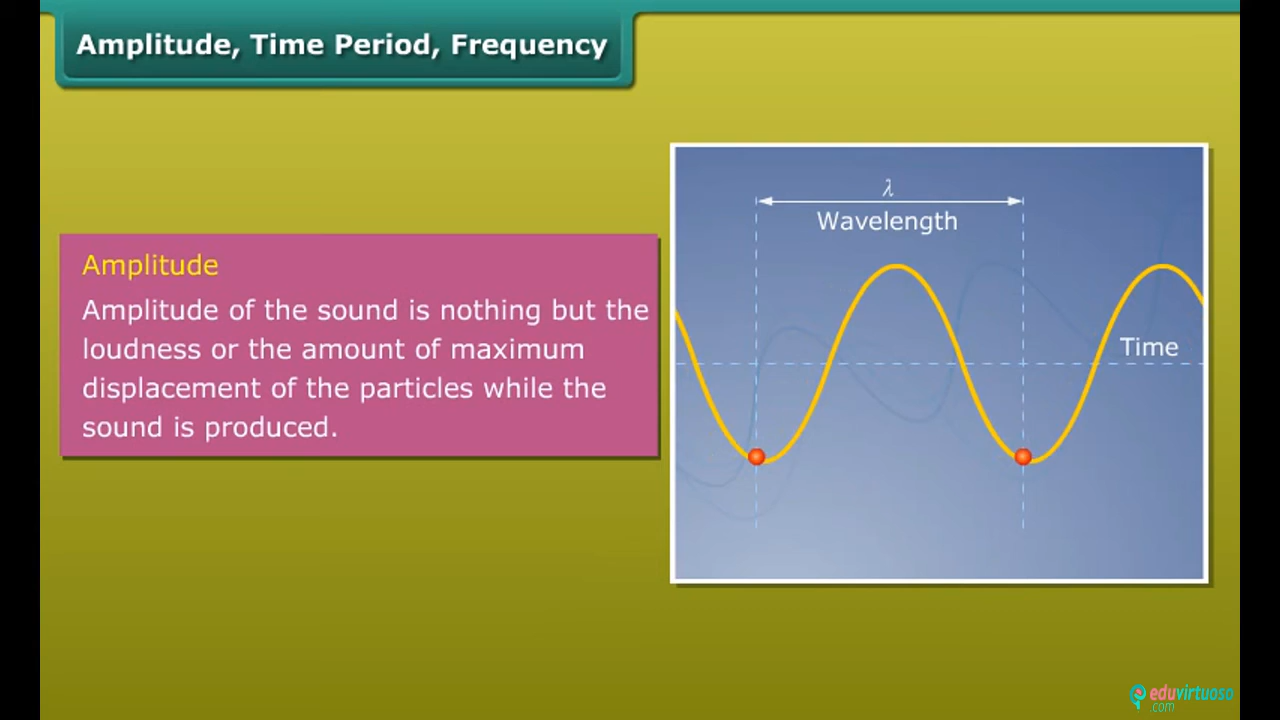 Amplitude, Time Period, Frequency
λ
Wavelength
Amplitude
Amplitude of the sound is nothing but the
loudness or the amount of maximum
displacement of the particles while the
sound is produced.
Time
eduvirtuoso
.com